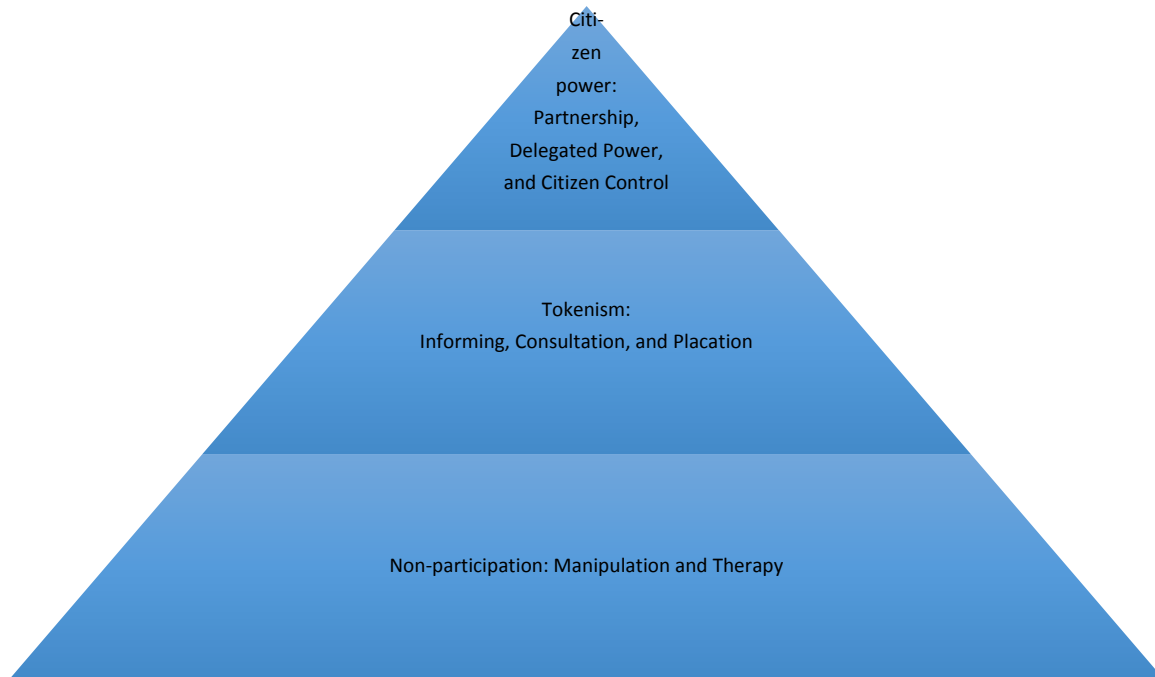 Citi-
zen
power:
Partnership,
Delegated Power,
and Citizen Control
Tokenism:
Informing, Consultation, and Placation
Non-participation: Manipulation and Therapy